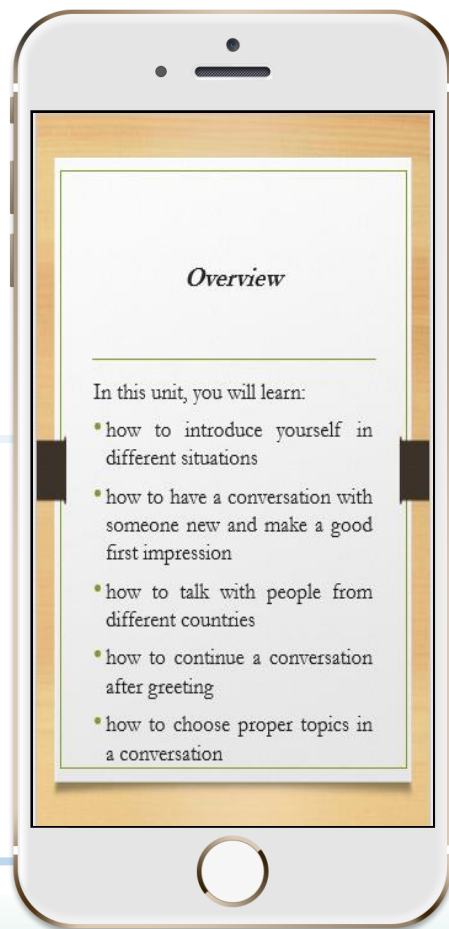 Overview
In this unit, you will learn:
• how to introduce yourself in
different situations
• how to have a conversation with
someone new and make a good
first impression
• how to talk with people from
different countries
• how to continue a conversation
after greeting
• how to choose proper topics in
a conversation